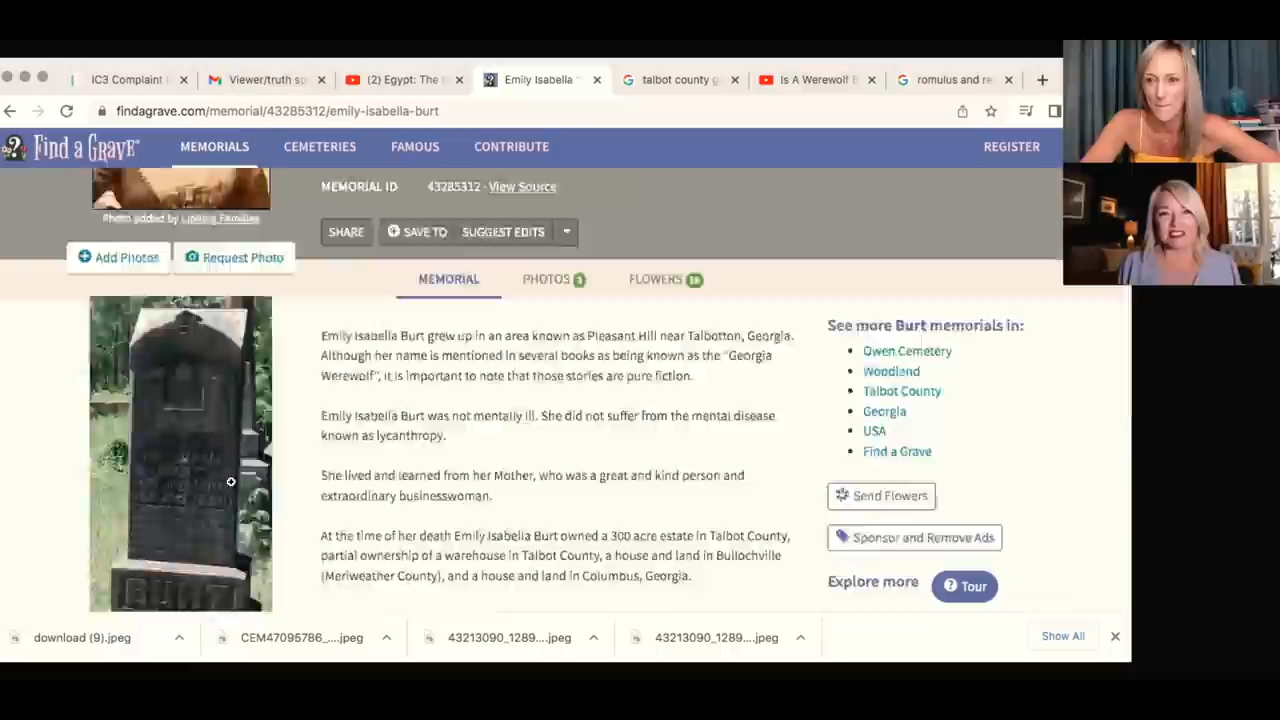 IC3 Complaint
Viewer/truth sp
(2) Egypt: The
Emily Isabella
talbot county g
Is A Werewolf B
romulus and re
findagrave.com/memorial/43285312/emily-isabella-burt
Find a Grave
MEMORIALS
CEMETERIES
FAMOUS
CONTRIBUTE
REGISTER
MEMORIAL ID 43285312 · View Source
Photo added by Lipling Families
SHARE
SAVE TO
SUGGEST EDITS
Add Photos
Request Photo
MEMORIAL
PHOTOS
FLOWERS
Emily Isabella Burt grew up in an area known as Pleasant Hill near Talbotton, Georgia.
Although her name is mentioned in several books as being known as the "Georgia
Werewolf", it is important to note that those stories are pure fiction.
Emily Isabella Burt was not mentally ill. She did not suffer from the mental disease
known as lycanthropy.
She lived and learned from her Mother, who was a great and kind person and
extraordinary businesswoman.
At the time of her death Emily Isabella Burt owned a 300 acre estate in Talbot County,
partial ownership of a warehouse in Talbot County, a house and land in Bullochville
(Meriweather County), and a house and land in Columbus, Georgia.
BURT
See more Burt memorials in:
Owen Cemetery
Woodland
Talbot County
Georgia
USA
Find a Grave
Send Flowers
Sponsor and Remove Ads
Explore more
Tour
download (9).jpeg
CEM47095786_....jpeg
43213090_1289....jpeg
43213090_1289....jpeg
Show All